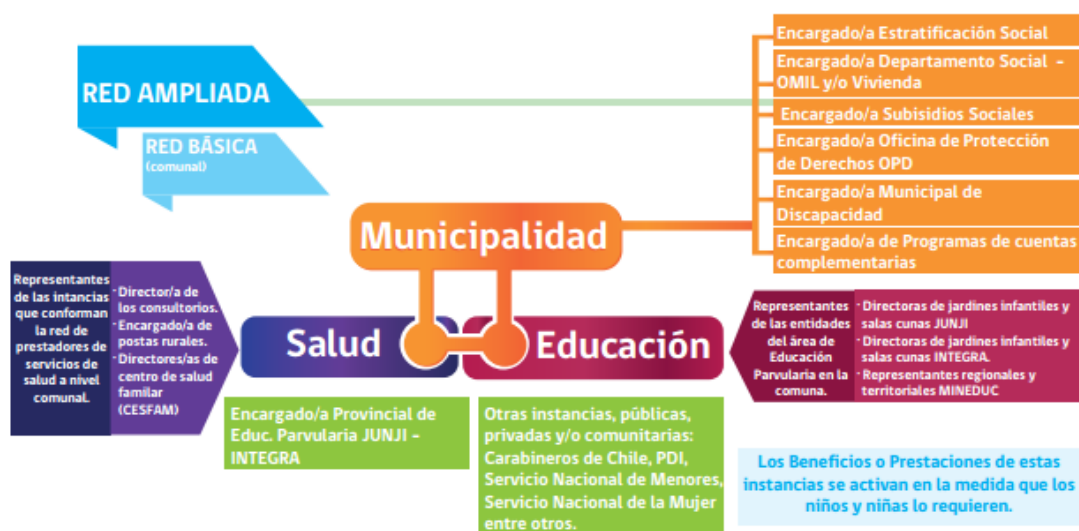 RED AMPLIADA
RED BÁSICA
(comunal)
Encargado/a Estratificación Social
Encargado/a Departamento Social -
OMIL y/o Vivienda
Encargado/a Subisidios Sociales
Encargado/a Oficina de Protección
de Derechos OPD
Encargado/a Municipal de
Discapacidad
Encargado/a de Programas de cuentas
complementarias
Municipalidad
Salud
Educación
Representantes
de las intancias
que conforman
la red de
prestadores de
servicios de
salud a nivel
comunal.
- Director/a de
los consultorios.
- Encargado/a de
postas rurales.
- Directores/as de
centro de salud
familar
(CESFAM)
Representantes
de las entidades
del área de
Educación
Parvularia en la
comuna.
- Directoras de jardines infantiles y
salas cunas JUNJI
- Directoras de jardines infantiles y
salas cunas INTEGRA.
- Representantes regionales y
territoriales MINEDUC
Encargado/a Provincial de
Educ. Parvularia JUNJI -
INTEGRA
Otras instancias, públicas,
privadas y/o comunitarias:
Carabineros de Chile, PDI,
Servicio Nacional de Menores,
Servicio Nacional de la Mujer
entre otros.
Los Beneficios o Prestaciones de estas
instancias se activan en la medida que los
niños y niñas lo requieren.